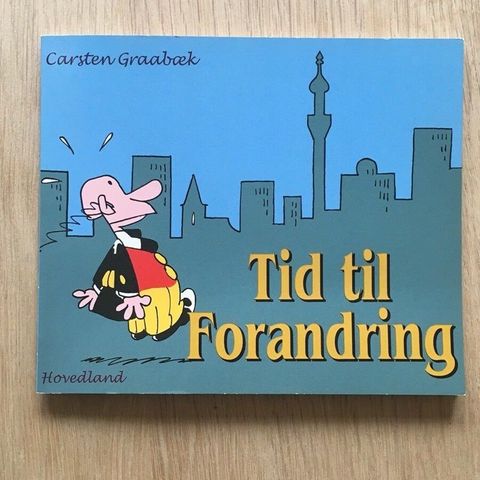 Carsten Graabæk
Tid til
Forandring
Hovedland